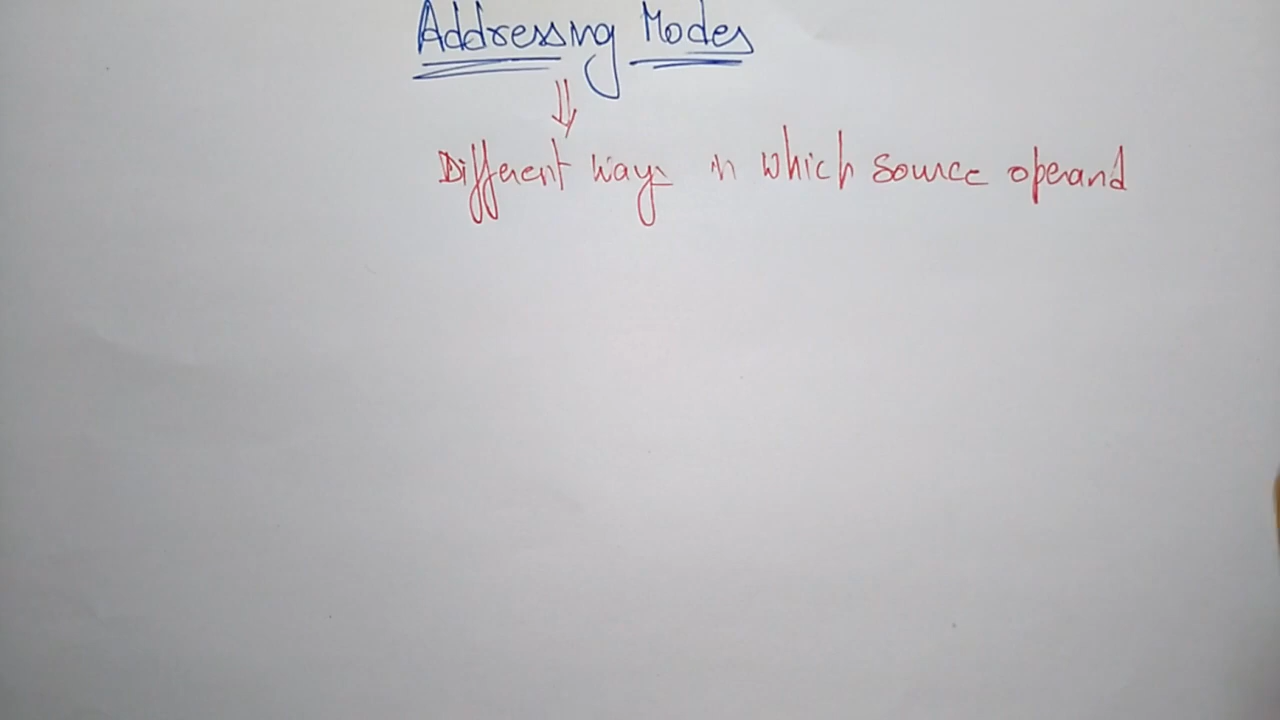 Addressing Modes
Different ways in which source operand